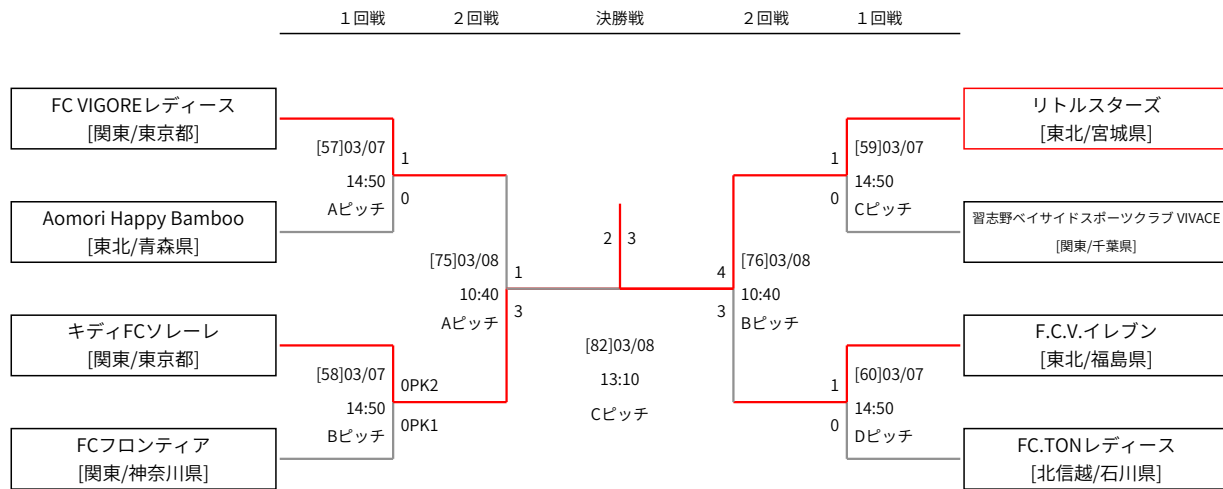 １回戦
２回戦
決勝戦
２回戦
１回戦
FC VIGOREレディース
[関東/東京都]
[57]03/07
14:50
Aピッチ
1
0
Aomori Happy Bamboo
[東北/青森県]
[75]03/08
10:40
Aピッチ
1
3
キディFCソレーレ
[関東/東京都]
[58]03/07
14:50
Bピッチ
0PK2
0PK1
FCフロンティア
[関東/神奈川県]
2
3
[82]03/08
13:10
Cピッチ
リトルスターズ
[東北/宮城県]
1
0
[59]03/07
14:50
Cピッチ
習志野ベイサイドスポーツクラブ VIVACE
[関東/千葉県]
4
3
[76]03/08
10:40
Bピッチ
F.C.V.イレブン
[東北/福島県]
1
0
[60]03/07
14:50
Dピッチ
FC.TONレディース
[北信越/石川県]